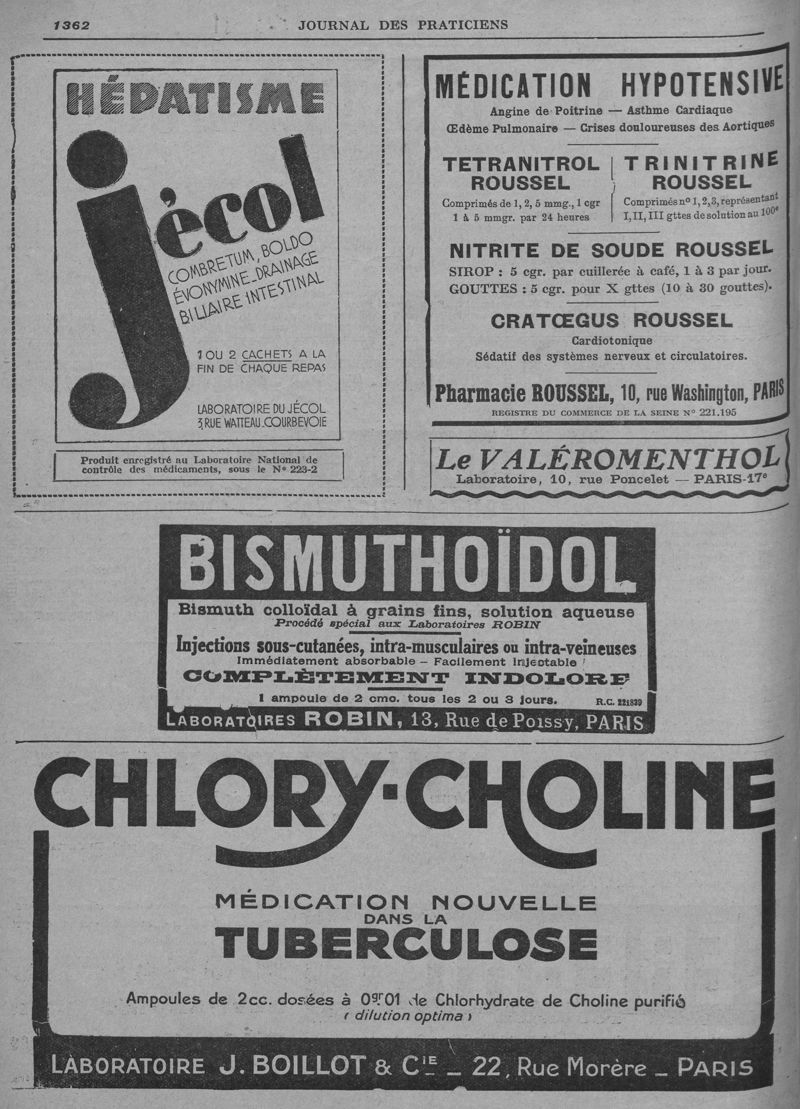 1362
JOURNAL DES PRATICIENS
HÉPATISME
jécol
COMBRETUM, BOLDO
ÉVONYMINE-DRAINAGE
BILIAIRE INTESTINAL
1 OU 2 CACHETS A LA
FIN DE CHAQUE REPAS
LABORATOIRE DU JÉCOL
3 RUE WATTEAU. COURBEVOIE
Produit enregistré au Laboratoire National de
contrôle des médicaments, sous le Nº 223-2
MÉDICATION HYPOTENSIVE
Angine de Poitrine — Asthme Cardiaque
Œdème Pulmonaire — Crises douloureuses des Aortiques
TETRANITROL
ROUSSEL
Comprimés de 1, 2, 5 mmg., 1 cgr
1 à 5 mmgr. par 24 heures
TRINITRINE
ROUSSEL
Comprimés nº 1, 2,3, représentant
I, II, III gttes de solution au 100e
NITRITE DE SOUDE ROUSSEL
SIROP : 5 cgr. par cuillerée à café, 1 à 3 par jour.
GOUTTES : 5 cgr. pour X gttes (10 à 30 gouttes).
CRATŒGUS ROUSSEL
Cardiotonique
Sédatif des systèmes nerveux et circulatoires.
Pharmacie ROUSSEL, 10, rue Washington, PARIS
REGISTRE DU COMMERCE DE LA SEINE Nº 221.195
Le VALÉROMENTHOL
Laboratoire, 10, rue Poncelet — PARIS-17e
BISMUTHOÏDOL
Bismuth colloïdal à grains fins, solution aqueuse
Procédé spécial aux Laboratoires ROBIN
Injections sous-cutanées, intra-musculaires ou intra-veineuses
Immédiatement absorbable – Facilement injectable
COMPLÈTEMENT INDOLORE
1 ampoule de 2 cmc. tous les 2 ou 3 jours.
R.C. 221839
LABORATOIRES ROBIN, 13, Rue de Poissy, PARIS
CHLORY-CHOLINE
MÉDICATION NOUVELLE
DANS LA
TUBERCULOSE
Ampoules de 2cc. dosées à 0gr01 de Chlorhydrate de Choline purifié
(dilution optima)
LABORATOIRE J. BOILLOT & CIE _ 22, Rue Morère _ PARIS